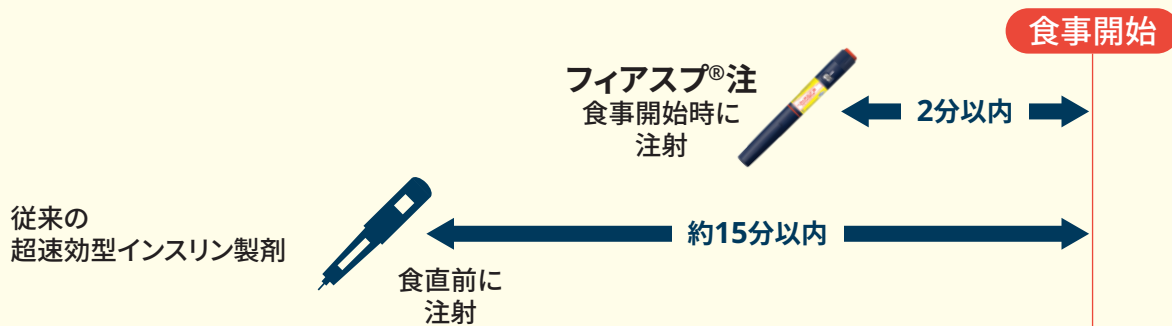 食事開始
フィアスプ®注
食事開始時に
注射
2分以内
従来の
超速効型インスリン製剤
約15分以内
食直前に
注射